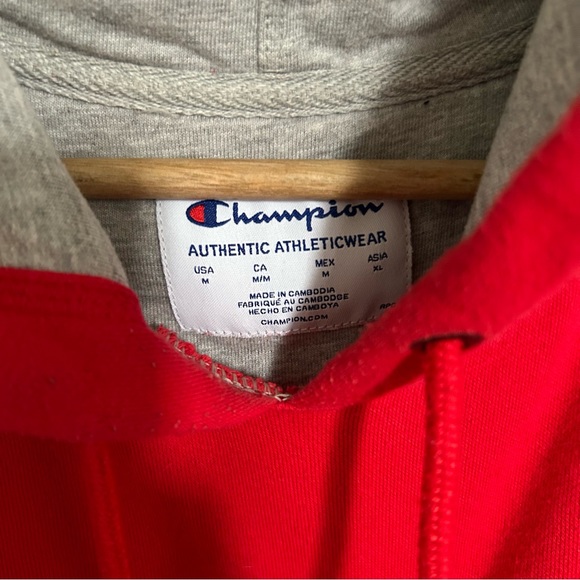 Champion
AUTHENTIC ATHLETICWEAR
USA CA MEX ASIA
M M/M M XL
MADE IN CAMBODIA
FABRIQUÉ AU CAMBODGE
HECHO EN CAMBOYA
CHAMPION.COM